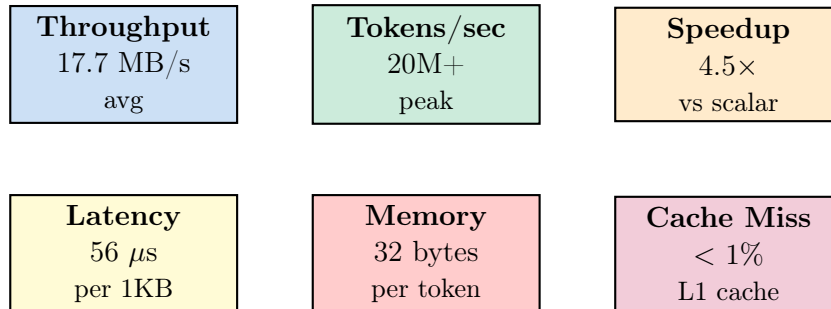 Throughput
17.7 MB/s
avg
Tokens/sec
20M+
peak
Speedup
4.5×
vs scalar
Latency
56 μs
per 1KB
Memory
32 bytes
per token
Cache Miss
< 1%
L1 cache